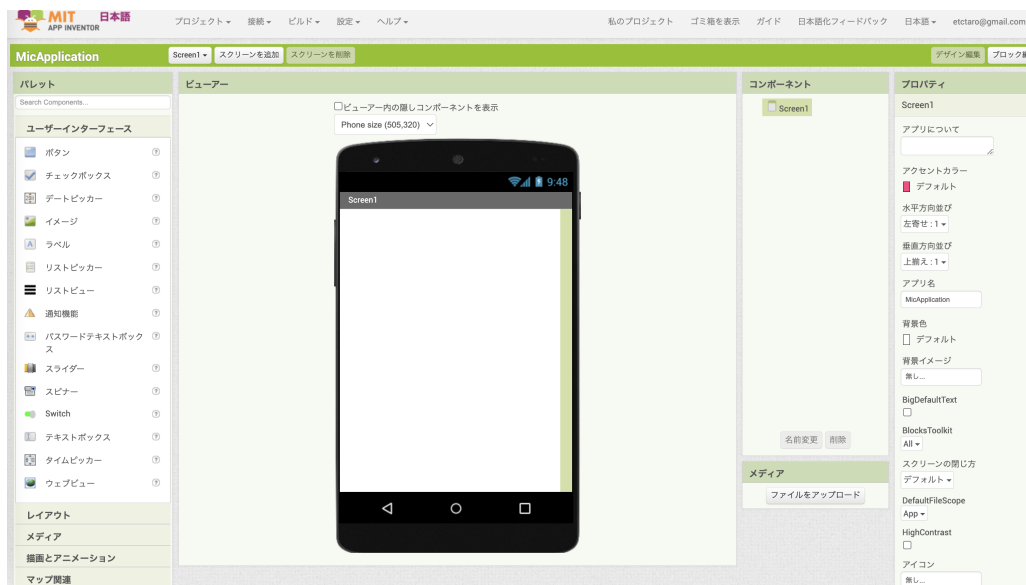 MIT APP INVENTOR 日本語
プロジェクト 接続 ビルド 設定 ヘルプ 私のプロジェクト ゴミ箱を表示 ガイド 日本語化フィードバック 日本語 etctaro@gmail.com
MicApplication Screen1 スクリーンを追加 スクリーンを削除 デザイン編集
パレット
Search Components...
ユーザーインターフェース
ボタン
チェックボックス
デートピッカー
イメージ
ラベル
リストピッカー
リストビュー
通知機能
パスワードテキストボック
ス
スライダー
スピナー
Switch
テキストボックス
タイムピッカー
ウェブビュー
レイアウト
メディア
描画とアニメーション
マップ関連
ビューアー
ビューアー内の隠しコンポーネントを表示
Phone size (505,320)
9:48
Screen1
コンポーネント
Screen1
名前変更 削除
メディア
ファイルをアップロード
プロパティ
Screen1
アプリについて
アクセントカラー
デフォルト
水平方向並び
左寄せ : 1
垂直方向並び
上揃え : 1
アプリ名
MicApplication
背景色
デフォルト
背景イメージ
無し...
BigDefaultText
BlocksToolkit
All
スクリーンの閉じ方
デフォルト
DefaultFileScope
App
HighContrast
アイコン
無し...